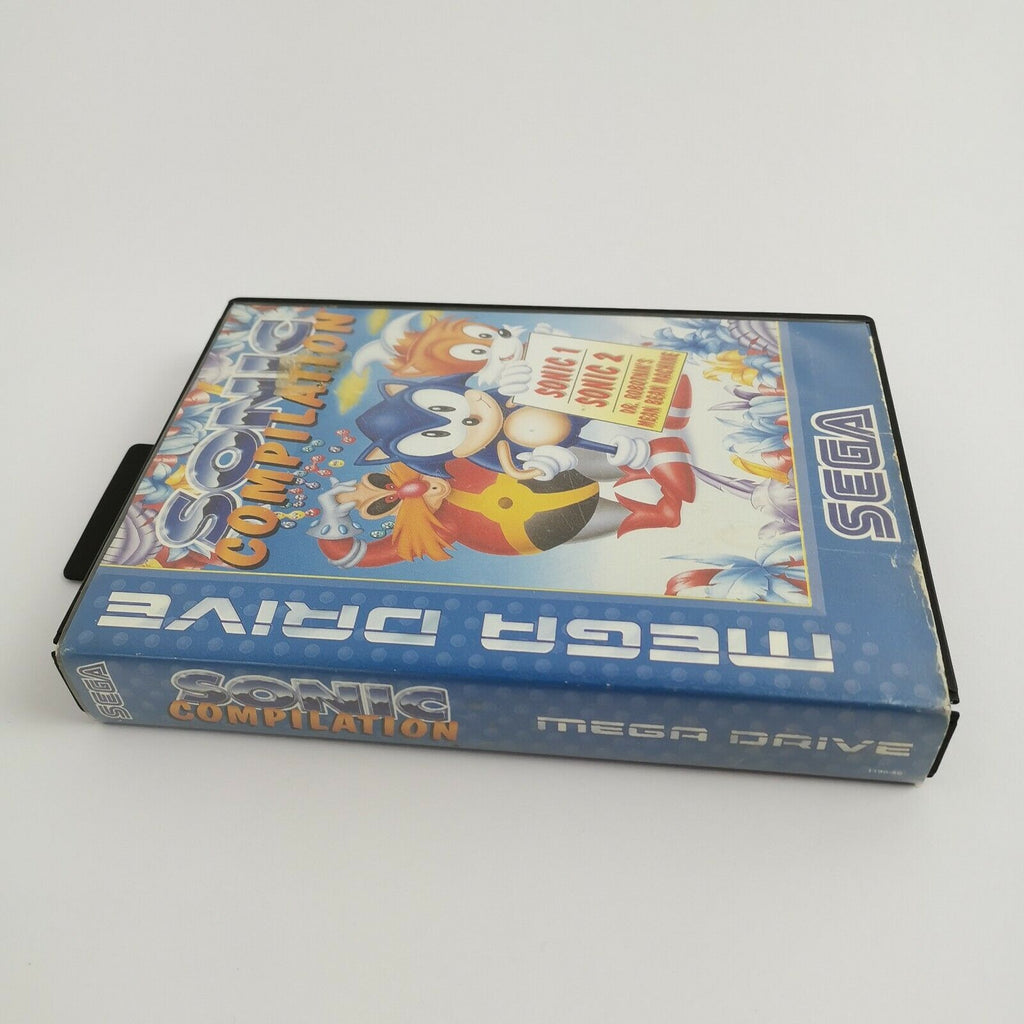 SONIC
COMPILATION
SONIC 1
SONIC 2
DR. ROBOTNIK'S
MEAN BEAN MACHINE
SEGA
MEGA DRIVE
SEGA
SONIC
COMPILATION
MEGA DRIVE